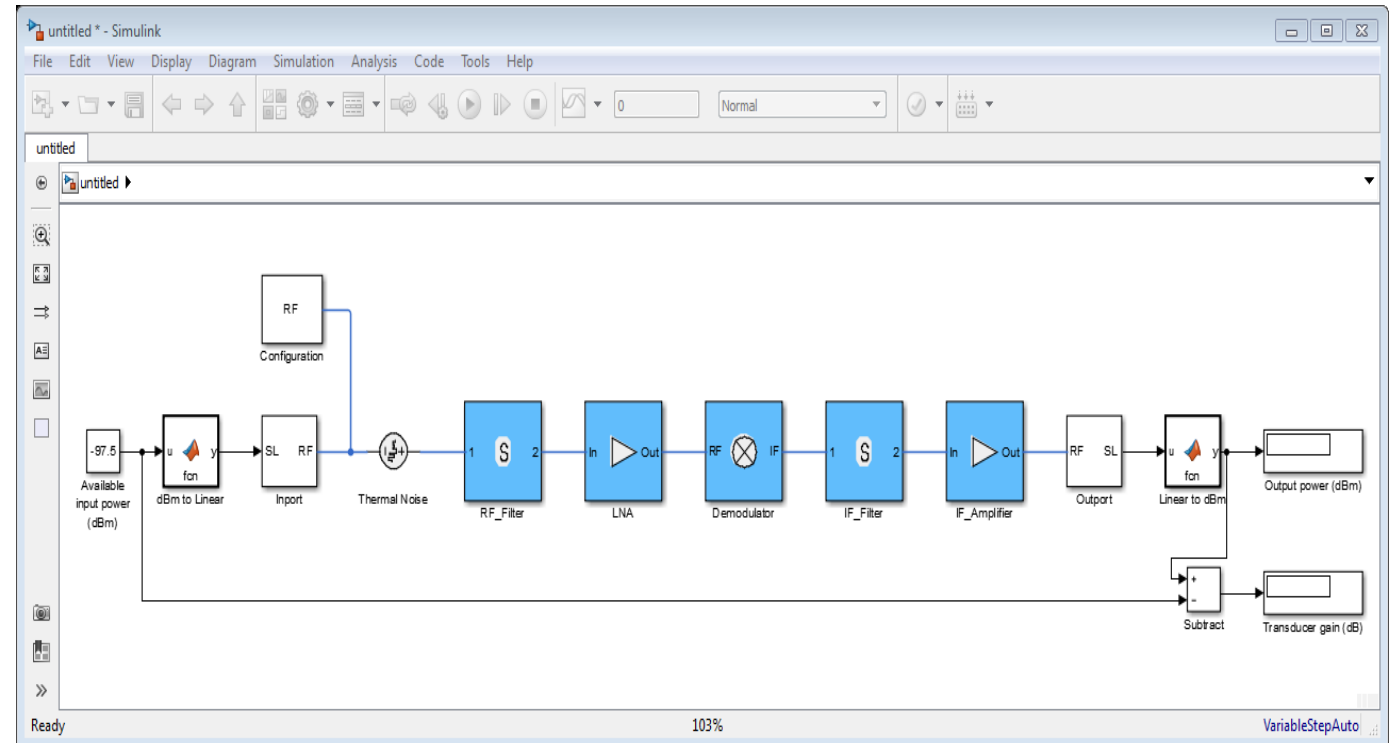 untitled * - Simulink
File Edit View Display Diagram Simulation Analysis Code Tools Help
0 Normal
untitled
untitled
RF
Configuration
-97.5
Available
input power
(dBm)
u y
fcn
dBm to Linear
SL RF
Inport
Thermal Noise
1 S 2
RF_Filter
In Out
LNA
RF IF
Demodulator
1 S 2
IF_Filter
In Out
IF_Amplifier
RF SL
Outport
u y
fcn
Linear to dBm
Output power (dBm)
+
-
Subtract
Transducer gain (dB)
Ready 103% VariableStepAuto